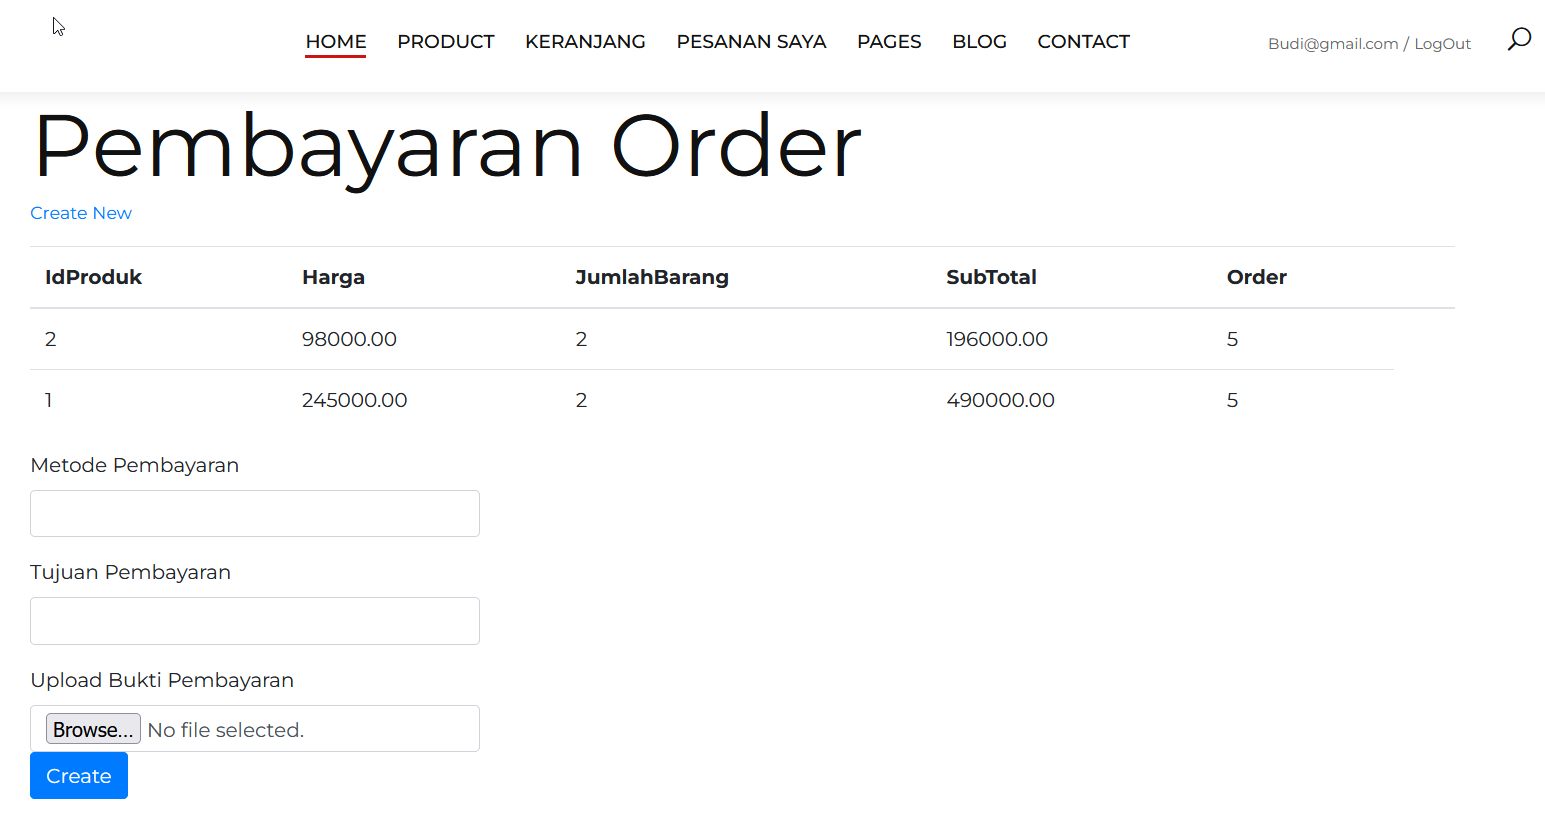 HOME PRODUCT KERANJANG PESANAN SAYA PAGES BLOG CONTACT Budi@gmail.com / LogOut
Pembayaran Order
Create New
IdProduk Harga JumlahBarang SubTotal Order
2 98000.00 2 196000.00 5
1 245000.00 2 490000.00 5
Metode Pembayaran
Tujuan Pembayaran
Upload Bukti Pembayaran
Browse... No file selected.
Create